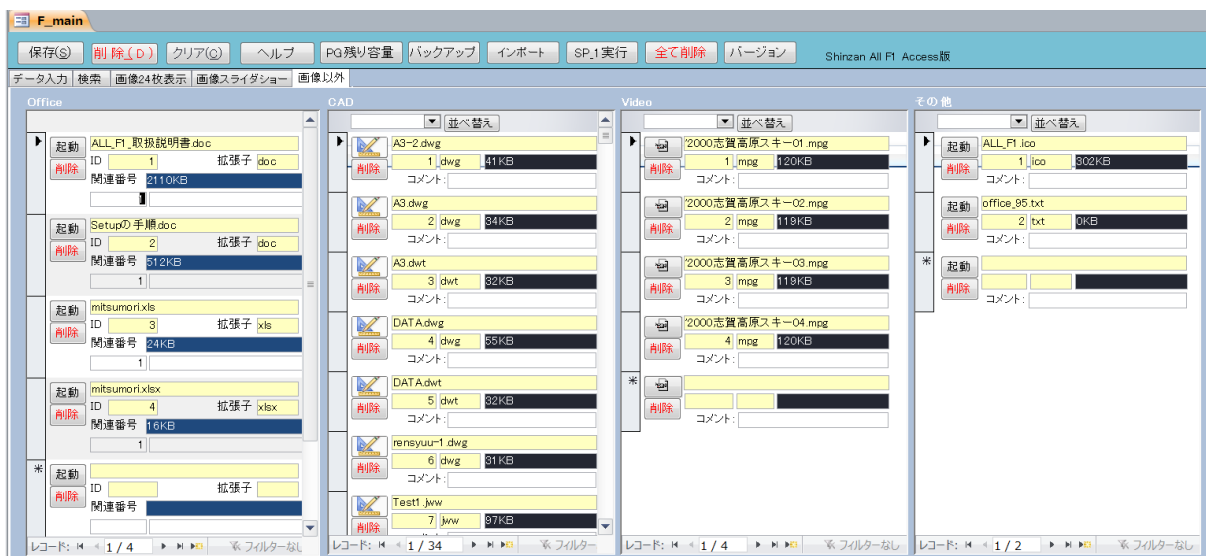 F_main
保存(S) 削 除_(D) クリア(C) ヘルプ PG残り容量 バックアップ インポート SP_1実行 全て削除 バージョン Shinzan All F1 Access版
データ入力 検索 画像24枚表示 画像スライダショー 画像以外
Office
起動 ALL_F1_取扱説明書.doc
削除 ID 1 拡張子 doc
関連番号 2110KB
1
起動 Setupの手順.doc
削除 ID 2 拡張子 doc
関連番号 512KB
1
起動 mitsumori.xls
削除 ID 3 拡張子 xls
関連番号 24KB
1
起動 mitsumori.xlsx
削除 ID 4 拡張子 xlsx
関連番号 16KB
1
* 起動
削除 ID 拡張子
関連番号
レコード: 1 / 4 フィルターなし
CAD
並べ替え
A3-2.dwg
削除 1 dwg 41KB
コメント:
A3.dwg
削除 2 dwg 34KB
コメント:
A3.dwt
削除 3 dwt 32KB
コメント:
DATA.dwg
削除 4 dwg 55KB
コメント:
DATA.dwt
削除 5 dwt 32KB
コメント:
rensyuu-1.dwg
削除 6 dwg 31KB
コメント:
Test1.jww
削除 7 jww 97KB
レコード: 1 / 34 フィルター
Video
並べ替え
'2000志賀高原スキー01.mpg
削除 1 mpg 120KB
コメント:
'2000志賀高原スキー02.mpg
削除 2 mpg 119KB
コメント:
'2000志賀高原スキー03.mpg
削除 3 mpg 119KB
コメント:
'2000志賀高原スキー04.mpg
削除 4 mpg 120KB
コメント:
*
削除
コメント:
レコード: 1 / 4 フィルターなし
その他
並べ替え
起動 ALL_F1.ico
削除 1 ico 302KB
コメント:
起動 office_95.txt
削除 2 txt 0KB
コメント:
* 起動
削除
コメント:
レコード: 1 / 2 フィルターなし